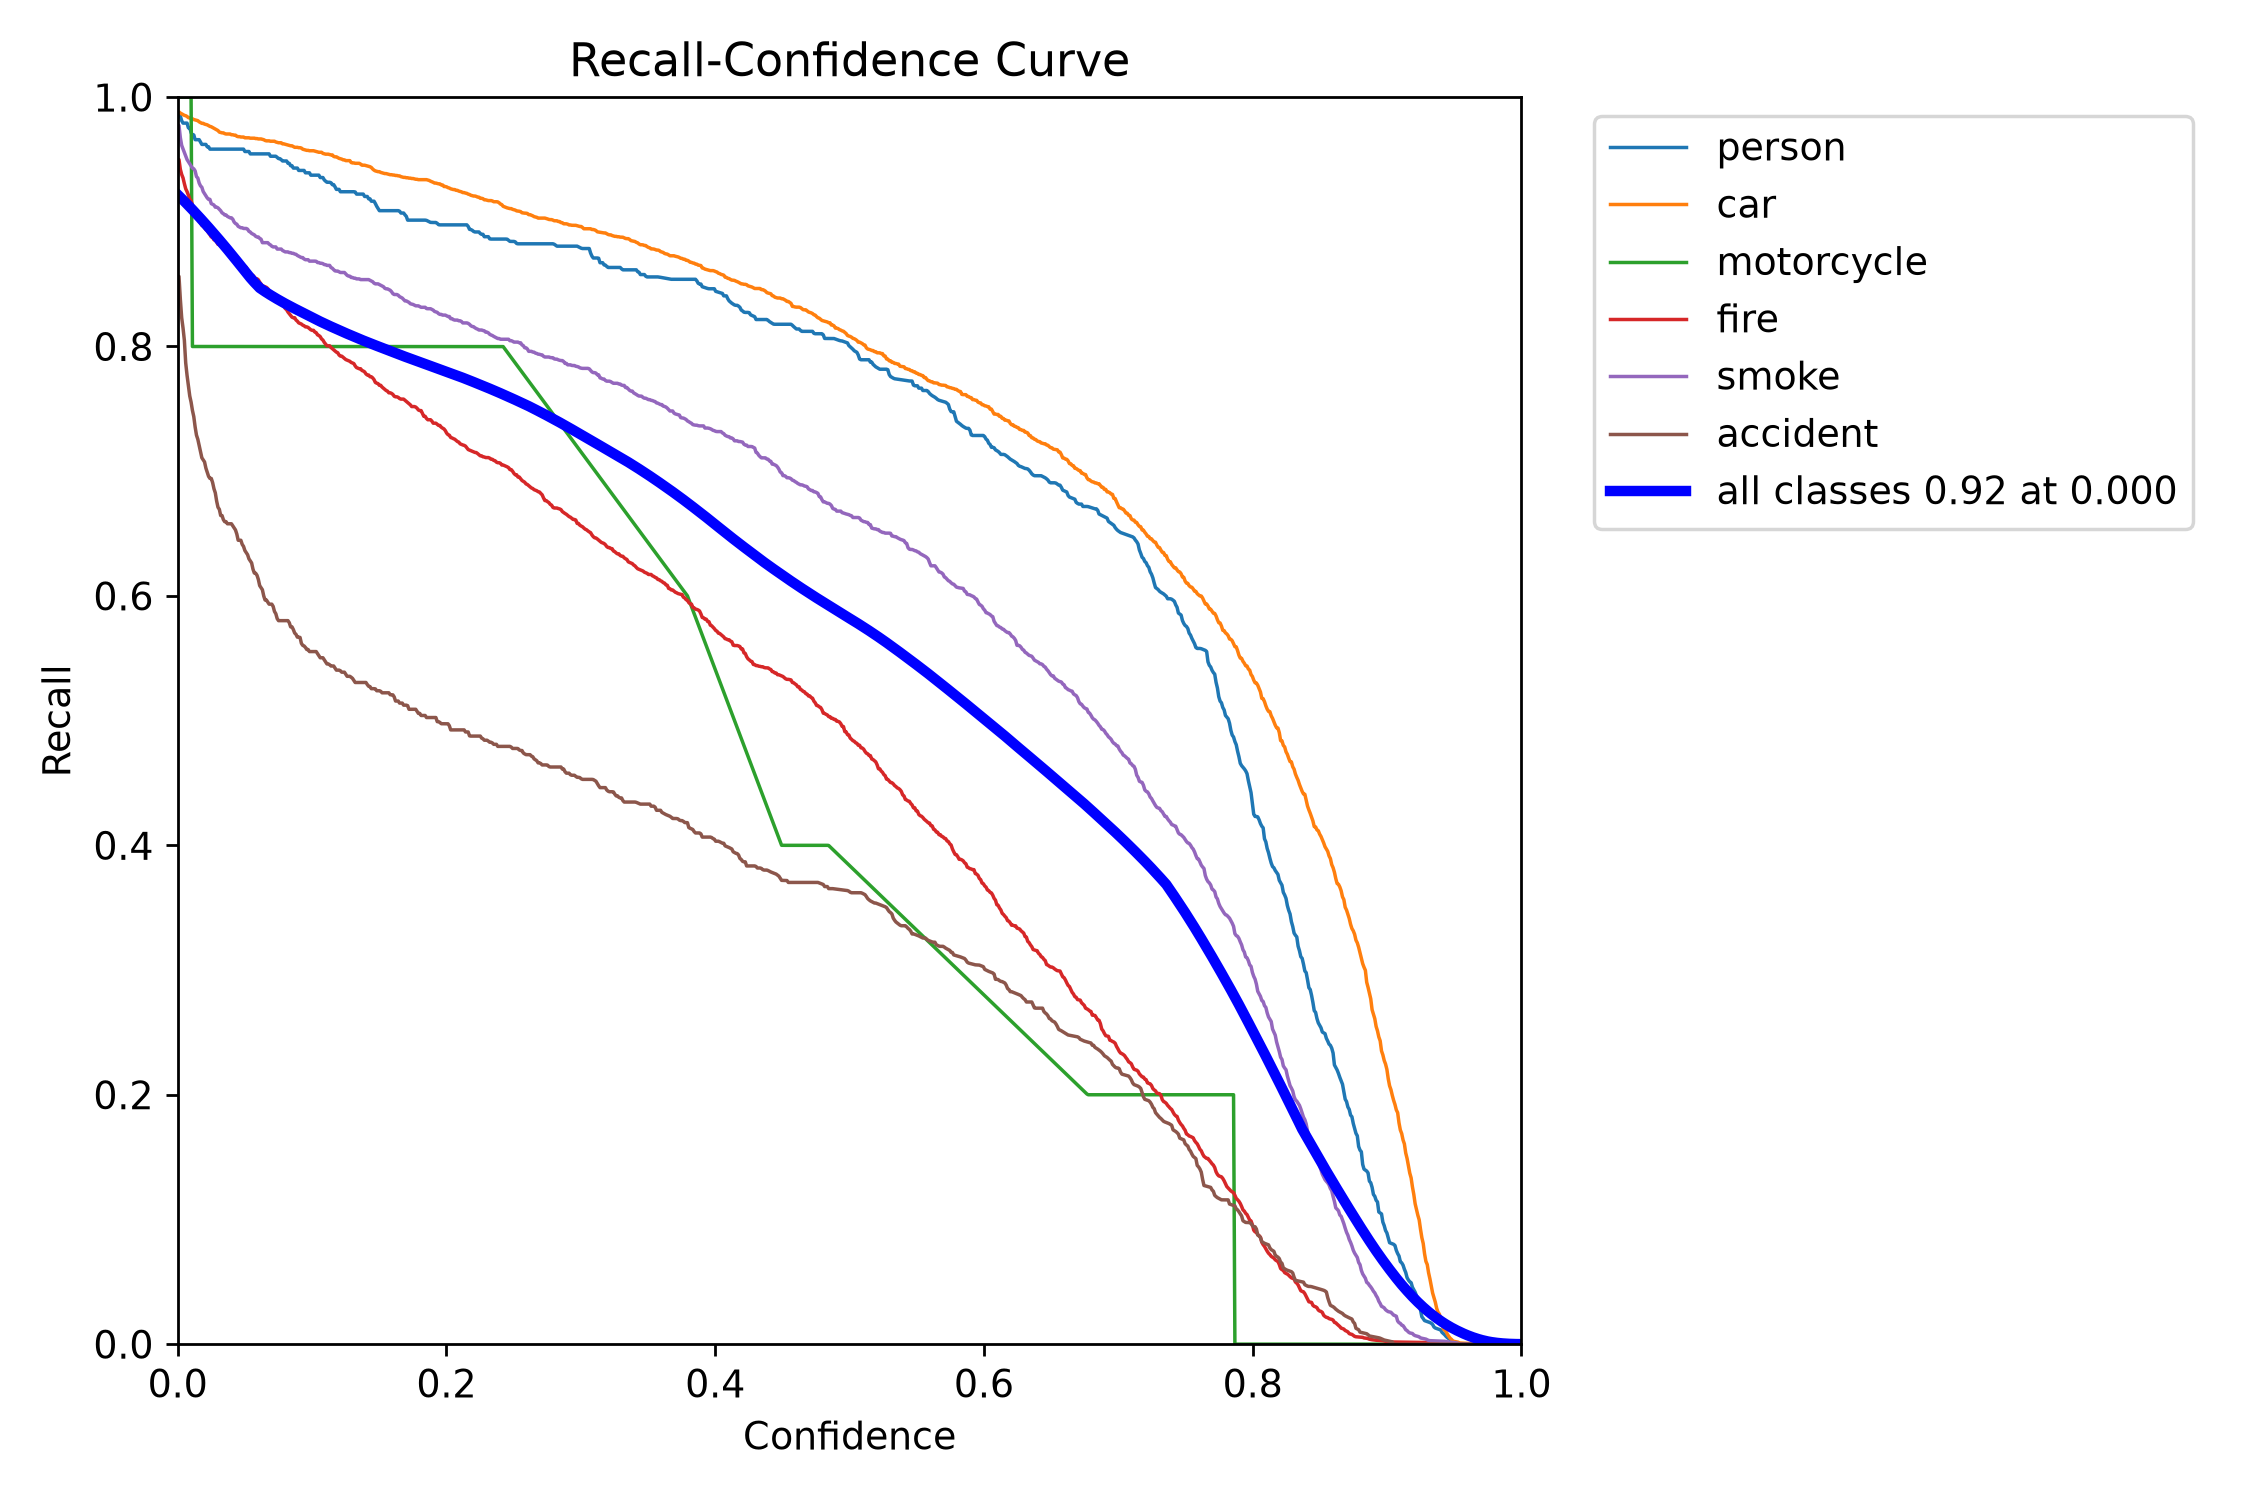 Recall-Confidence Curve
1.0
0.8
0.6
0.4
0.2
0.0
Recall
0.0 0.2 0.4 0.6 0.8 1.0
Confidence
person
car
motorcycle
fire
smoke
accident
all classes 0.92 at 0.000